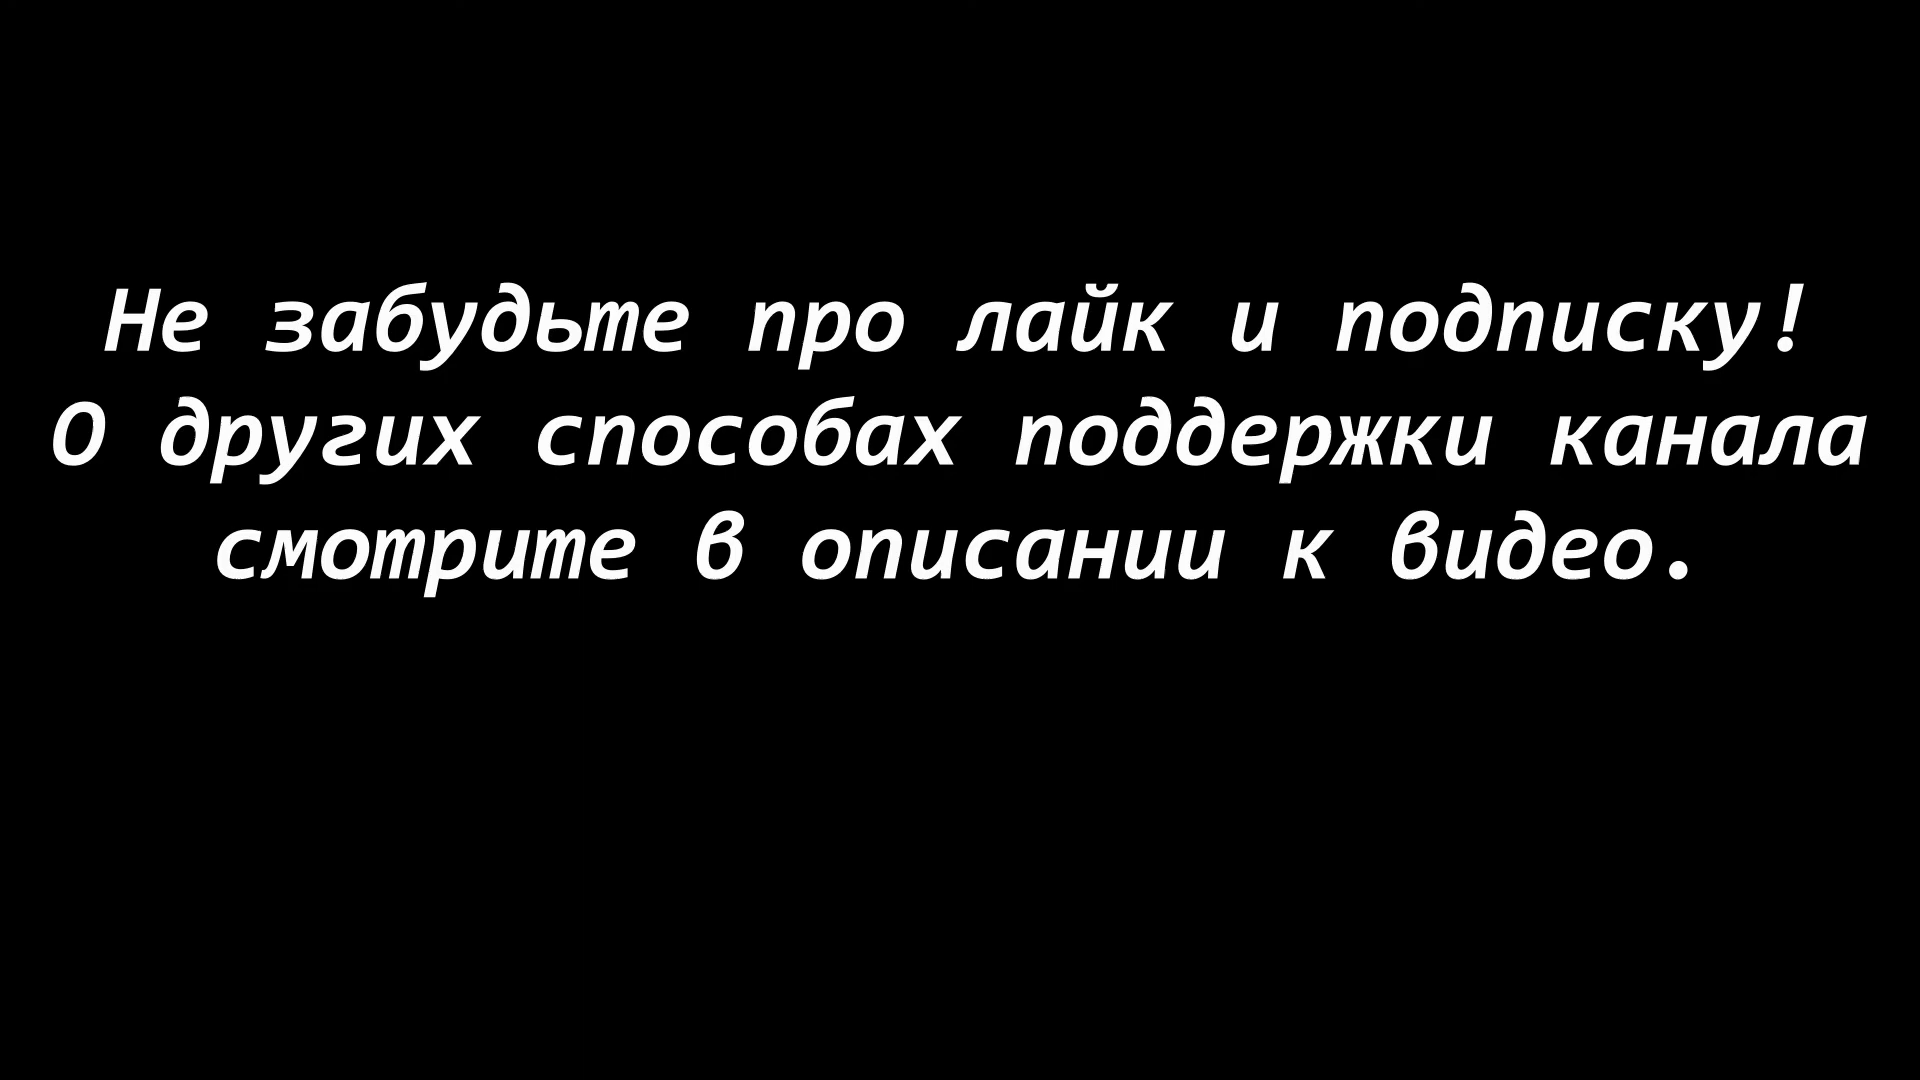 Не забудьте про лайк и подписку!
О других способах поддержки канала
смотрите в описании к видео.